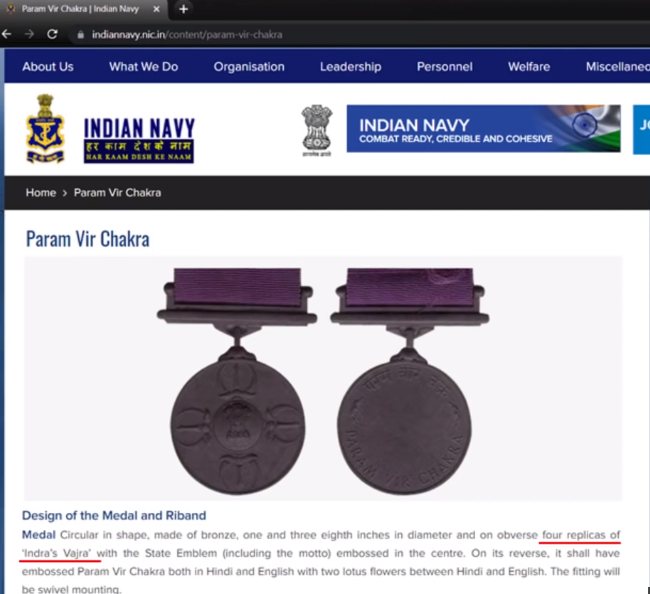 Param Vir Chakra | Indian Navy
indiannavy.nic.in/content/param-vir-chakra
About Us What We Do Organisation Leadership Personnel Welfare Miscellaneo
INDIAN NAVY
हर काम देश के नाम
HAR KAAM DESH KE NAAM
INDIAN NAVY
COMBAT READY, CREDIBLE AND COHESIVE
JO
Home > Param Vir Chakra
Param Vir Chakra
PARAM VIR CHAKRA
Design of the Medal and Riband
Medal Circular in shape, made of bronze, one and three eighth inches in diameter and on obverse four replicas of
'Indra's Vajra' with the State Emblem (including the motto) embossed in the centre. On its reverse, it shall have
embossed Param Vir Chakra both in Hindi and English with two lotus flowers between Hindi and English. The fitting will
be swivel mounting.